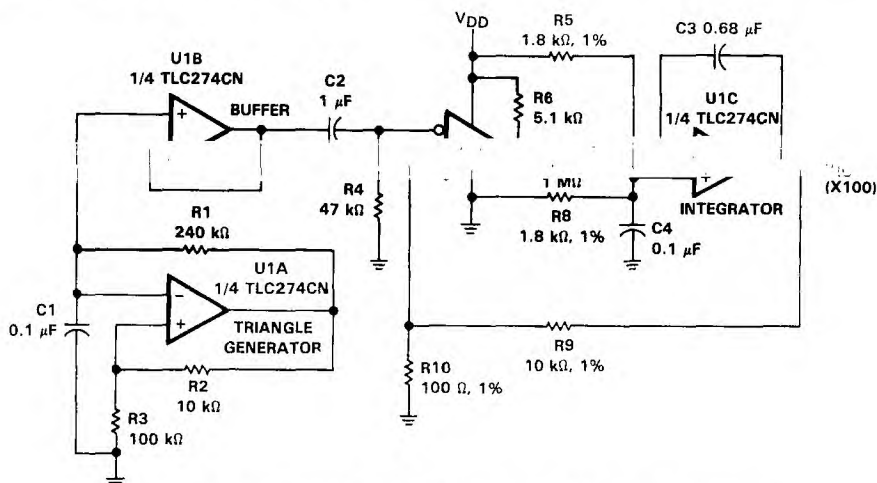 U1B
1/4 TLC274CN
BUFFER
C2
1 μF
VDD
R5
1.8 kΩ, 1%
C3 0.68 μF
R6
5.1 kΩ
U1C
1/4 TLC274CN
R4
47 kΩ
1 MΩ
R8
1.8 kΩ, 1%
C4
0.1 μF
INTEGRATOR
(X100)
R1
240 kΩ
U1A
1/4 TLC274CN
TRIANGLE
GENERATOR
C1
0.1 μF
R2
10 kΩ
R3
100 kΩ
R9
10 kΩ, 1%
R10
100 Ω, 1%